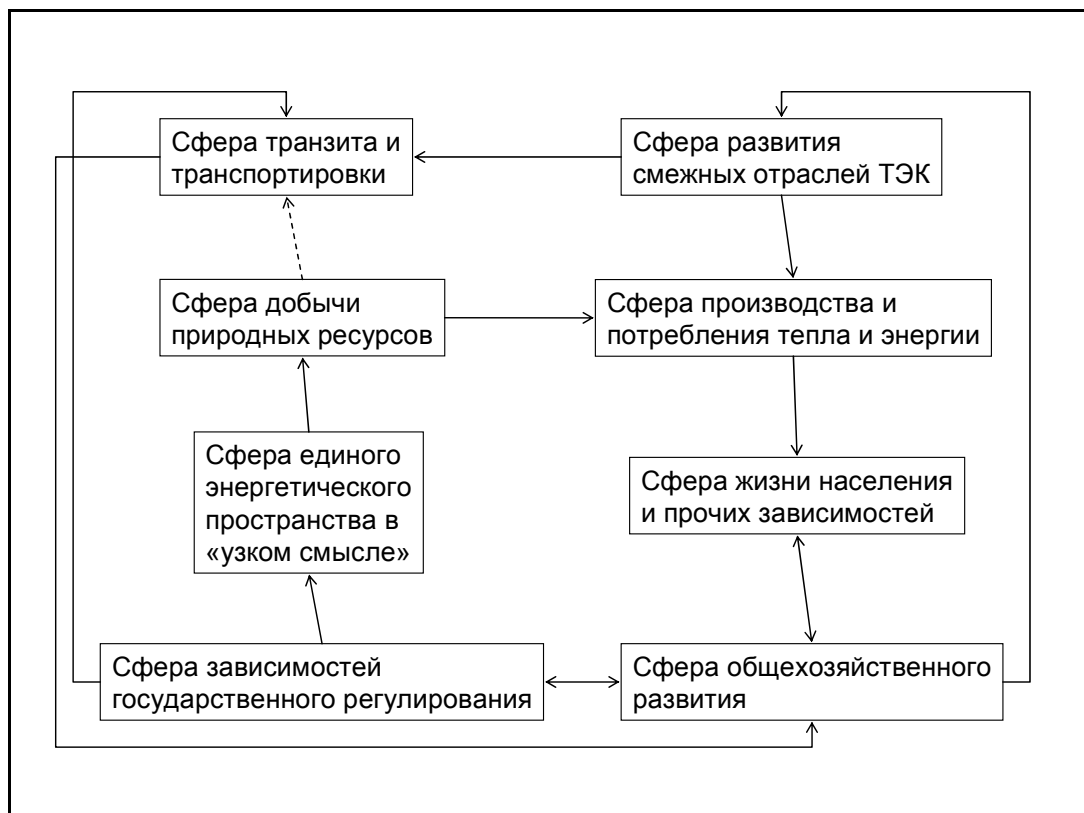 Сфера транзита и
транспортировки
Сфера развития
смежных отраслей ТЭК
Сфера добычи
природных ресурсов
Сфера производства и
потребления тепла и энергии
Сфера единого
энергетического
пространства в
«узком смысле»
Сфера жизни населения
и прочих зависимостей
Сфера зависимостей
государственного регулирования
Сфера общехозяйственного
развития